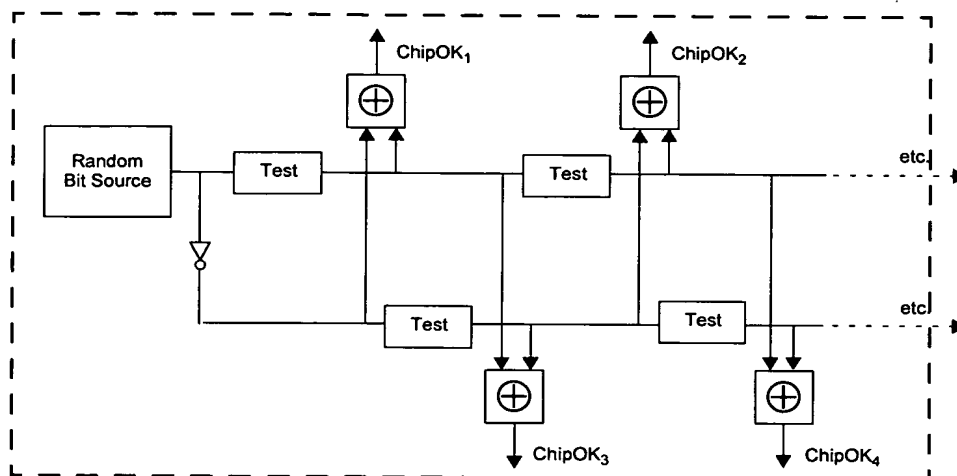 ChipOK1
ChipOK2
Random
Bit Source
Test
Test
etc.
Test
Test
etc
ChipOK3
ChipOK4